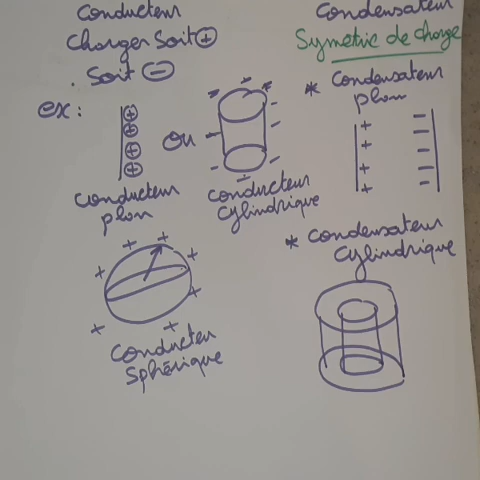 Conducteur
Charger Soit ⊕
. Soit ⊖
ex :
+
+
+
+
ou
conducteur plan
conducteur
cylindrique
+ + + + + + +
Conducteur
Sphérique
Condensateur
Symétrie de charge
* Condensateur
plan
+ -
+ -
+ -
+ -
* Condensateur
Cylindrique